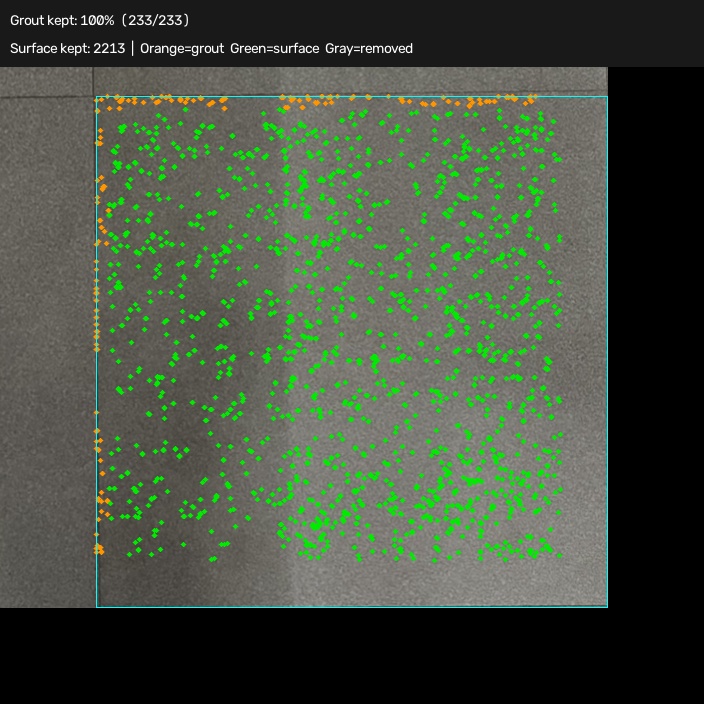 Grout kept: 100% (233/233)
Surface kept: 2213 | Orange=grout Green=surface Gray=removed